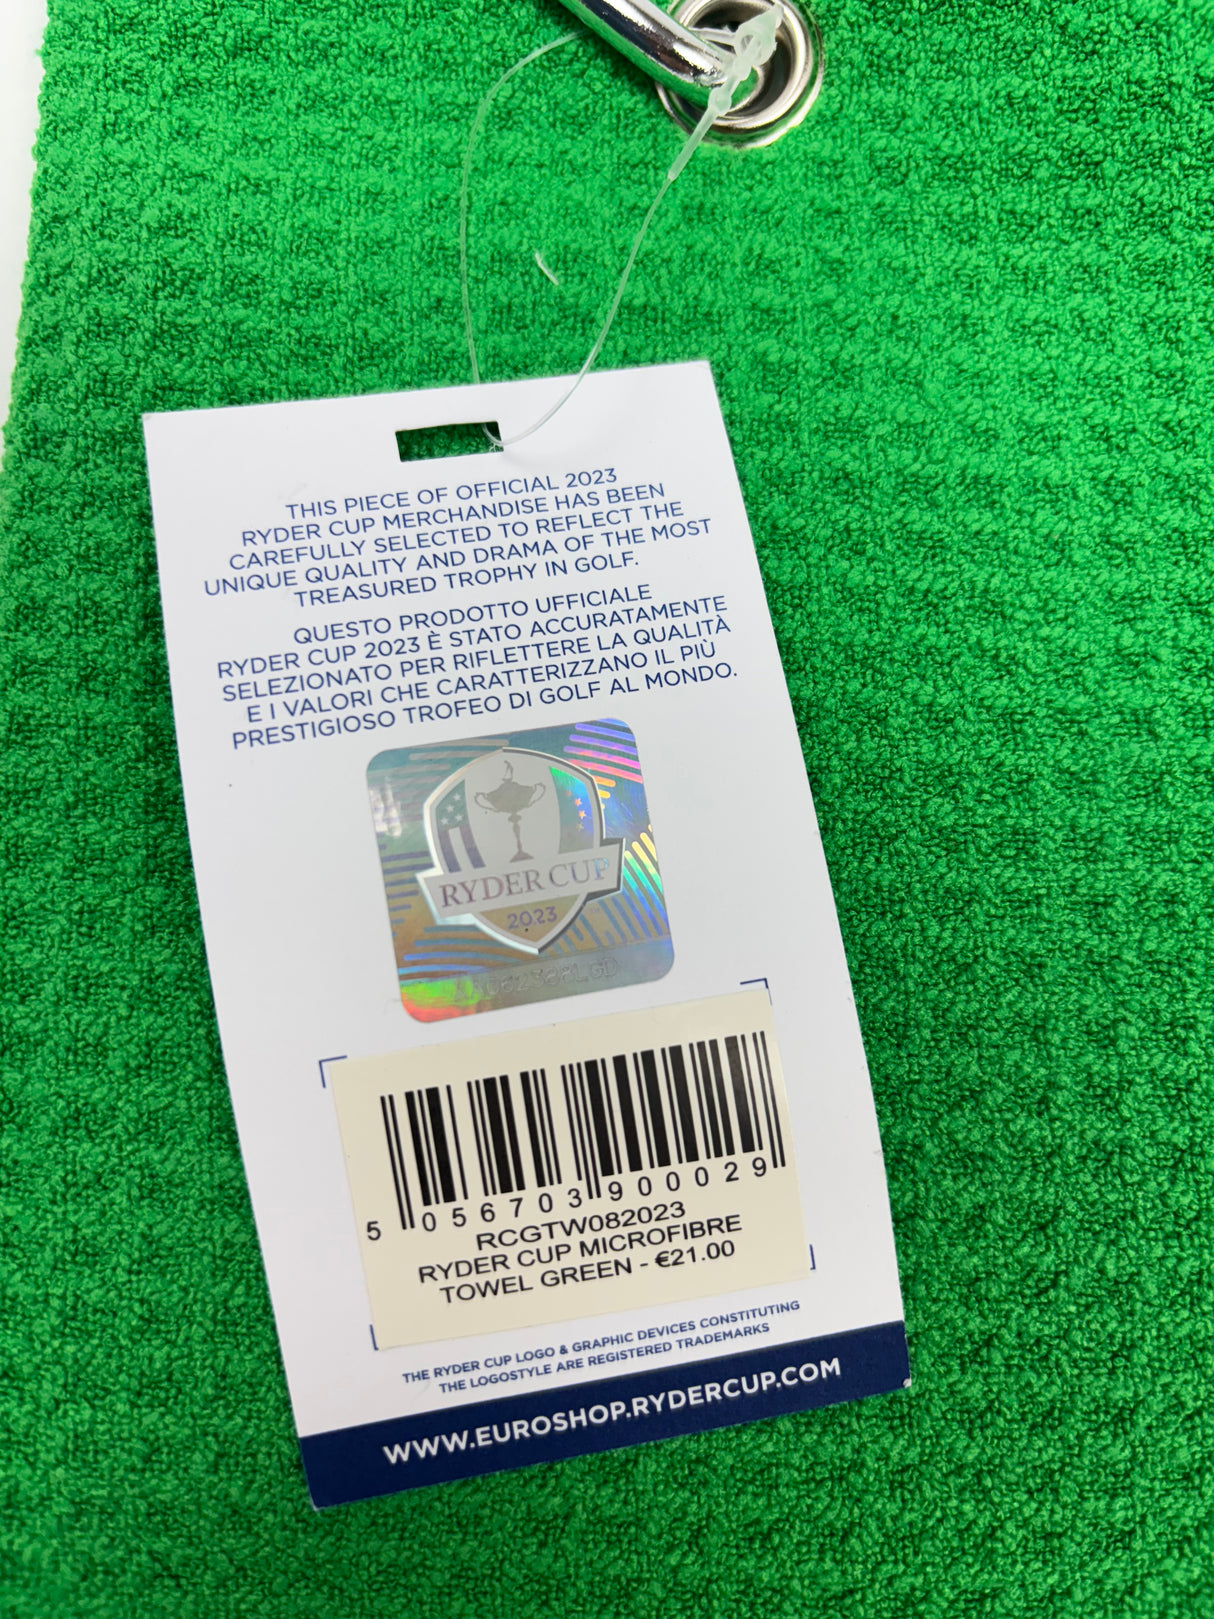 THIS PIECE OF OFFICIAL 2023
RYDER CUP MERCHANDISE HAS BEEN
CAREFULLY SELECTED TO REFLECT THE
UNIQUE QUALITY AND DRAMA OF THE MOST
TREASURED TROPHY IN GOLF.
QUESTO PRODOTTO UFFICIALE
RYDER CUP 2023 È STATO ACCURATAMENTE
SELEZIONATO PER RIFLETTERE LA QUALITÀ
E I VALORI CHE CARATTERIZZANO IL PIÙ
PRESTIGIOSO TROFEO DI GOLF AL MONDO.
RYDER CUP
2023
5 056703 900029
RCGTW082023
RYDER CUP MICROFIBRE
TOWEL GREEN - €21.00
THE RYDER CUP LOGO & GRAPHIC DEVICES CONSTITUTING
THE LOGOSTYLE ARE REGISTERED TRADEMARKS
WWW.EUROSHOP.RYDERCUP.COM